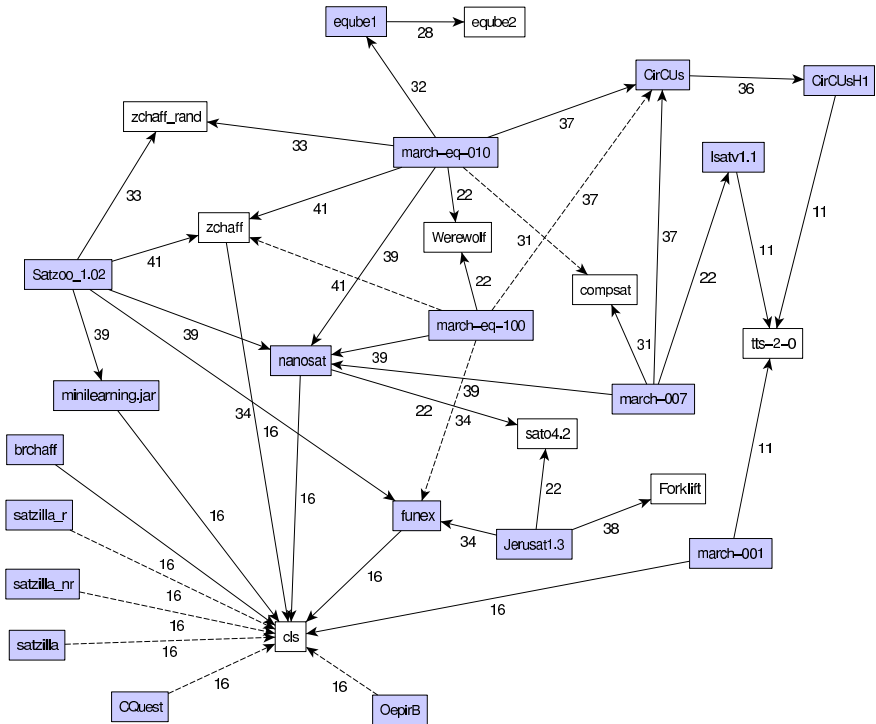 eqube1
28
eqube2
32
CirCUs
36
CirCUsH1
zchaff_rand
33
march–eq–010
37
lsatv1.1
33
41
22
zchaff
Werewolf
31
37
11
41
39
37
22
11
Satzoo_1.02
22
compsat
41
march–eq–100
39
39
nanosat
39
31
tts–2–0
minilearning.jar
39
march–007
34
16
22
34
sato4.2
11
brchaff
22
Forklift
satzilla_r
16
16
funex
34
Jerusat1.3
38
march–001
16
16
satzilla_nr
16
16
satzilla
16
cls
16
16
CQuest
OepirB